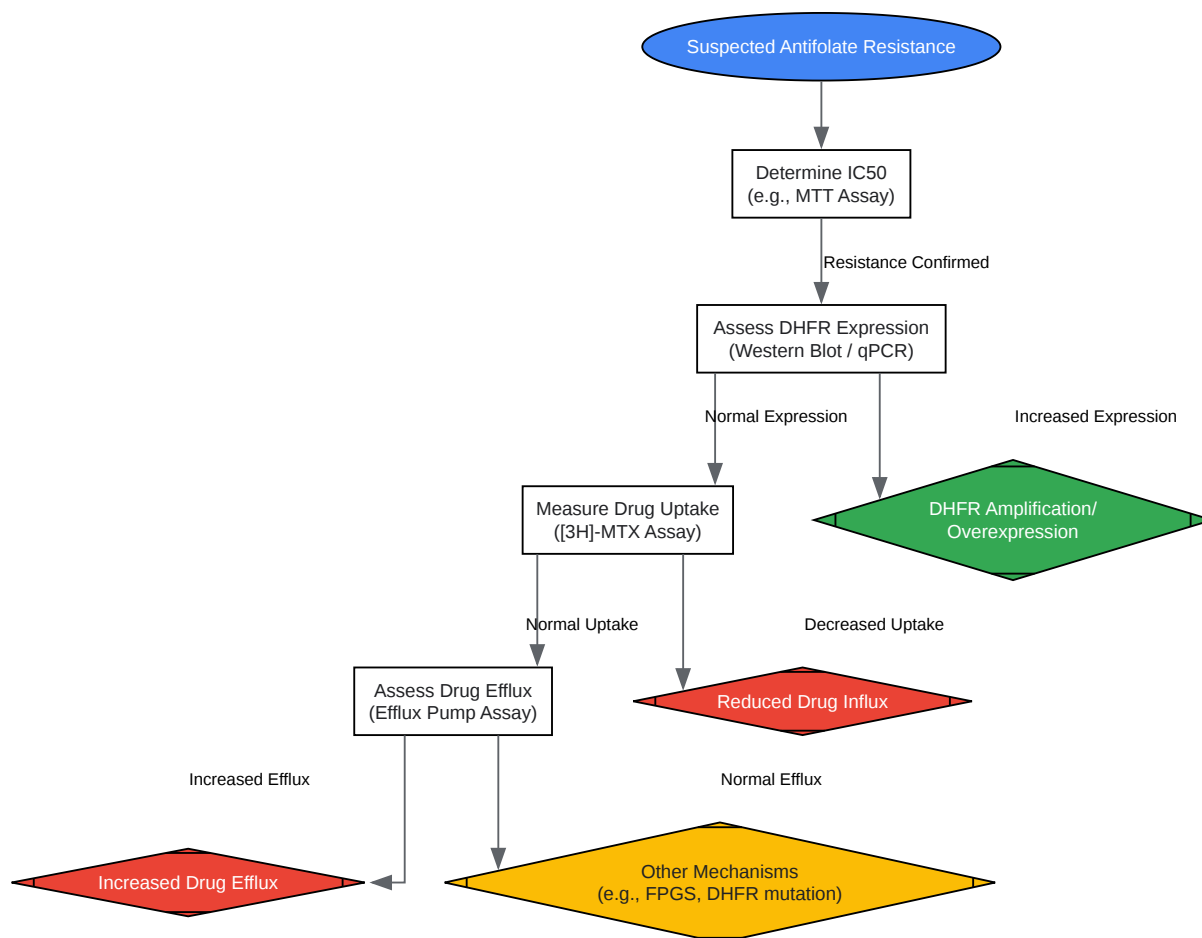 Suspected Antifolate Resistance
Determine IC50
(e.g., MTT Assay)
Resistance Confirmed
Assess DHFR Expression
(Western Blot / qPCR)
Normal Expression
Increased Expression
Measure Drug Uptake
([3H]-MTX Assay)
DHFR Amplification/
Overexpression
Normal Uptake
Decreased Uptake
Assess Drug Efflux
(Efflux Pump Assay)
Reduced Drug Influx
Increased Efflux
Normal Efflux
Increased Drug Efflux
Other Mechanisms
(e.g., FPGS, DHFR mutation)